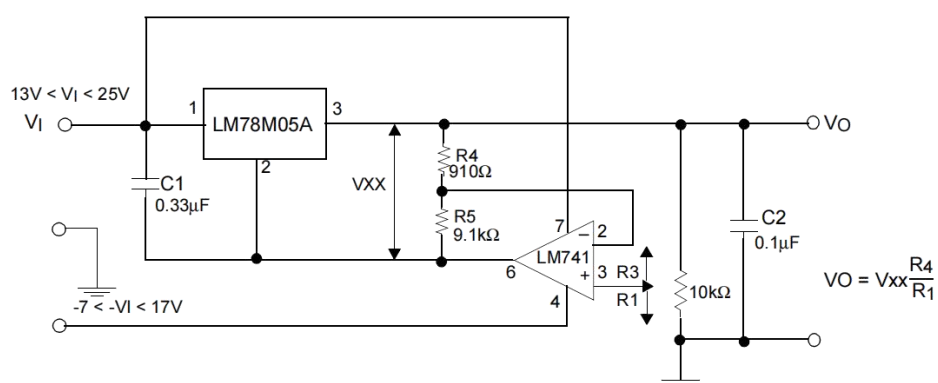 13V < VI < 25V
VI
1
LM78M05A
3
2
C1
0.33μF
VXX
R4
910Ω
R5
9.1kΩ
7
−
2
LM741
6
+
3
4
R3
R1
10kΩ
C2
0.1μF
VO
VO = VXX R4/R1
-7 < -VI < 17V